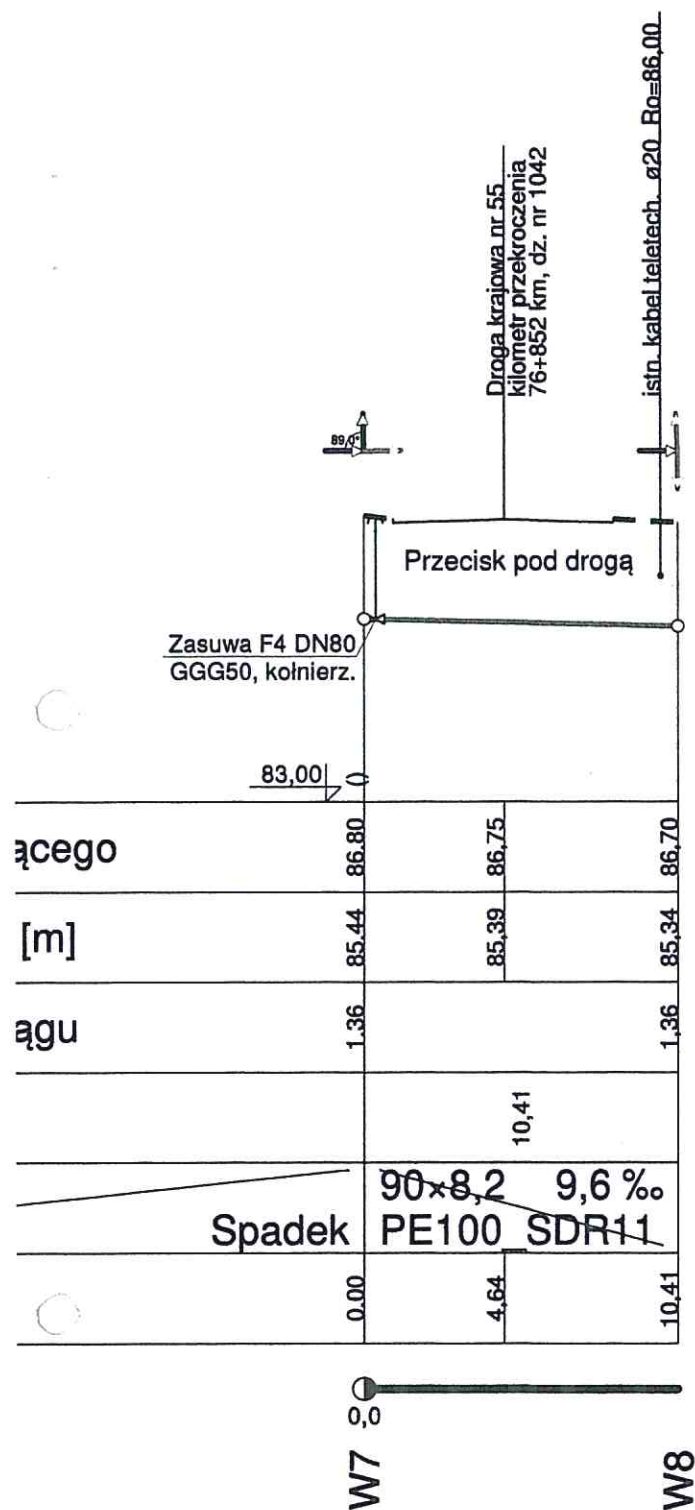 istn. kabel teletech. ø20 Ro=86,00
Droga krajowa nr 55
kilometr przekroczenia
76+852 km, dz. nr 1042
89,0°
Przecisk pod drogą
Zasuwa F4 DN80
GGG50, kołnierz.
83,00
ącego 86,80 86,75 86,70
[m] 85,44 85,39 85,34
ągu 1,36 1,36
10,41
90×8,2 9,6 ‰
Spadek PE100 SDR11
0,00 4,64 10,41
0,0
W7 W8